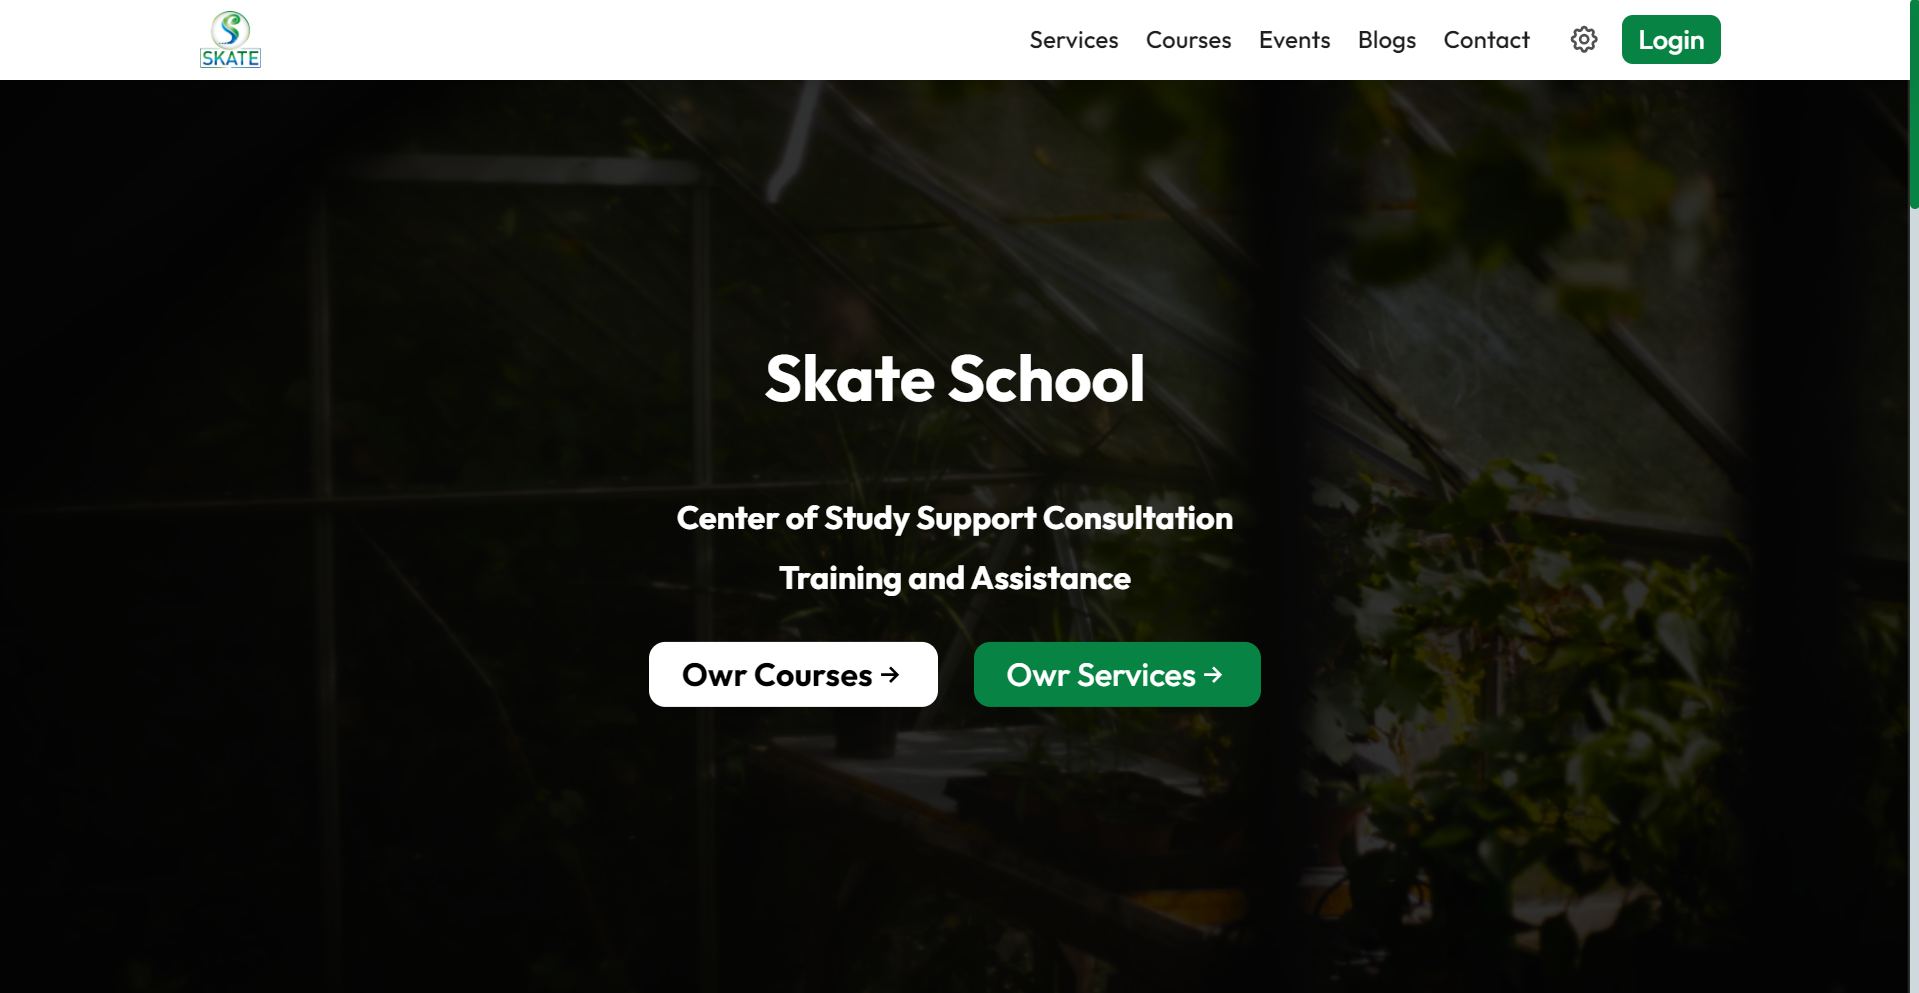 SKATE
Services Courses Events Blogs Contact Login
Skate School
Center of Study Support Consultation
Training and Assistance
Owr Courses → Owr Services →